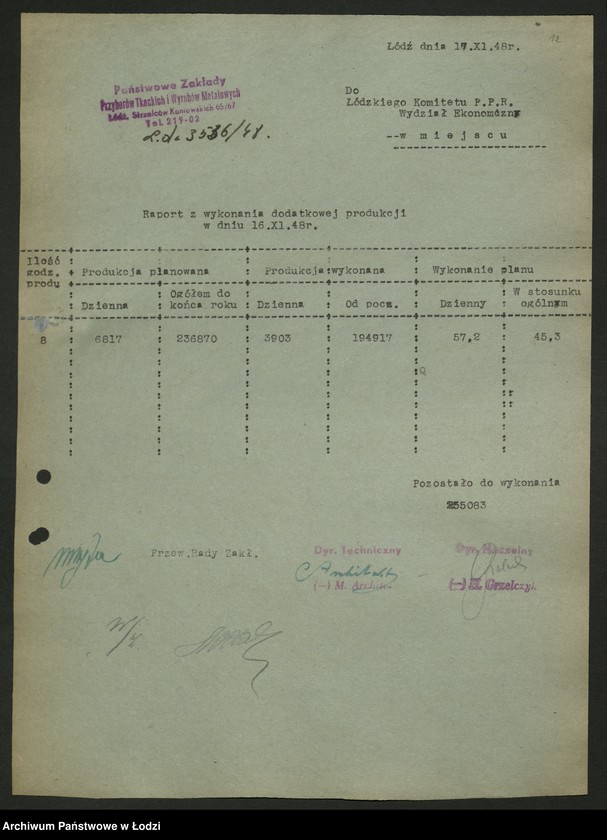 12
Łódź dnia 17.XI.48r.
Państwowe Zakłady
Przyborów Tkackich i Wyrobów Metalowych
Łódź, Strzelców Kaniowskich 65/67
Tel. 219-02
L.d. 3536/48.
Do
Łódzkiego Komitetu P.P.R.
Wydział Ekonomiczny
--w miejscu
Raport z wykonania dodatkowej produkcji
w dniu 16.XI.48r.
Ilość godz. produ
Produkcja planowana
Produkcja wykonana
Wykonanie planu
Dzienna
Ogółem do końca roku
Dzienna
Od pocz.
Dzienny
W stosunku ogólnym
8 6817 236870 3903 194917 57,2 45,3
Pozostało do wykonania
255083
Przew.Rady Zakł.
Dyr. Techniczny
Dyr. Naczelny
(—) M.
(—) Grzelczyk
Archiwum Państwowe w Łodzi